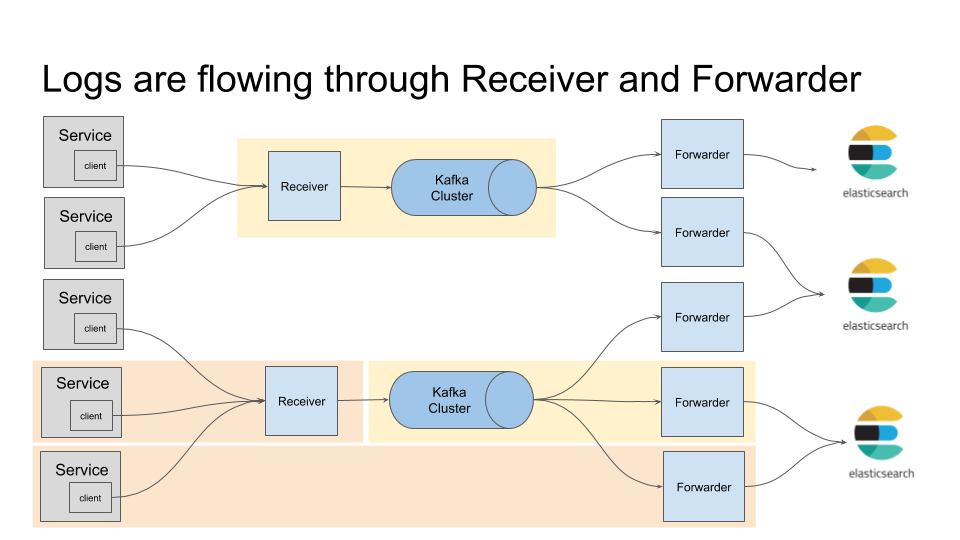 Logs are flowing through Receiver and Forwarder
Service
client
Receiver
Kafka
Cluster
Forwarder
elasticsearch
Service
client
Forwarder
Service
client
Forwarder
elasticsearch
Service
client
Receiver
Kafka
Cluster
Forwarder
Service
client
Forwarder
elasticsearch